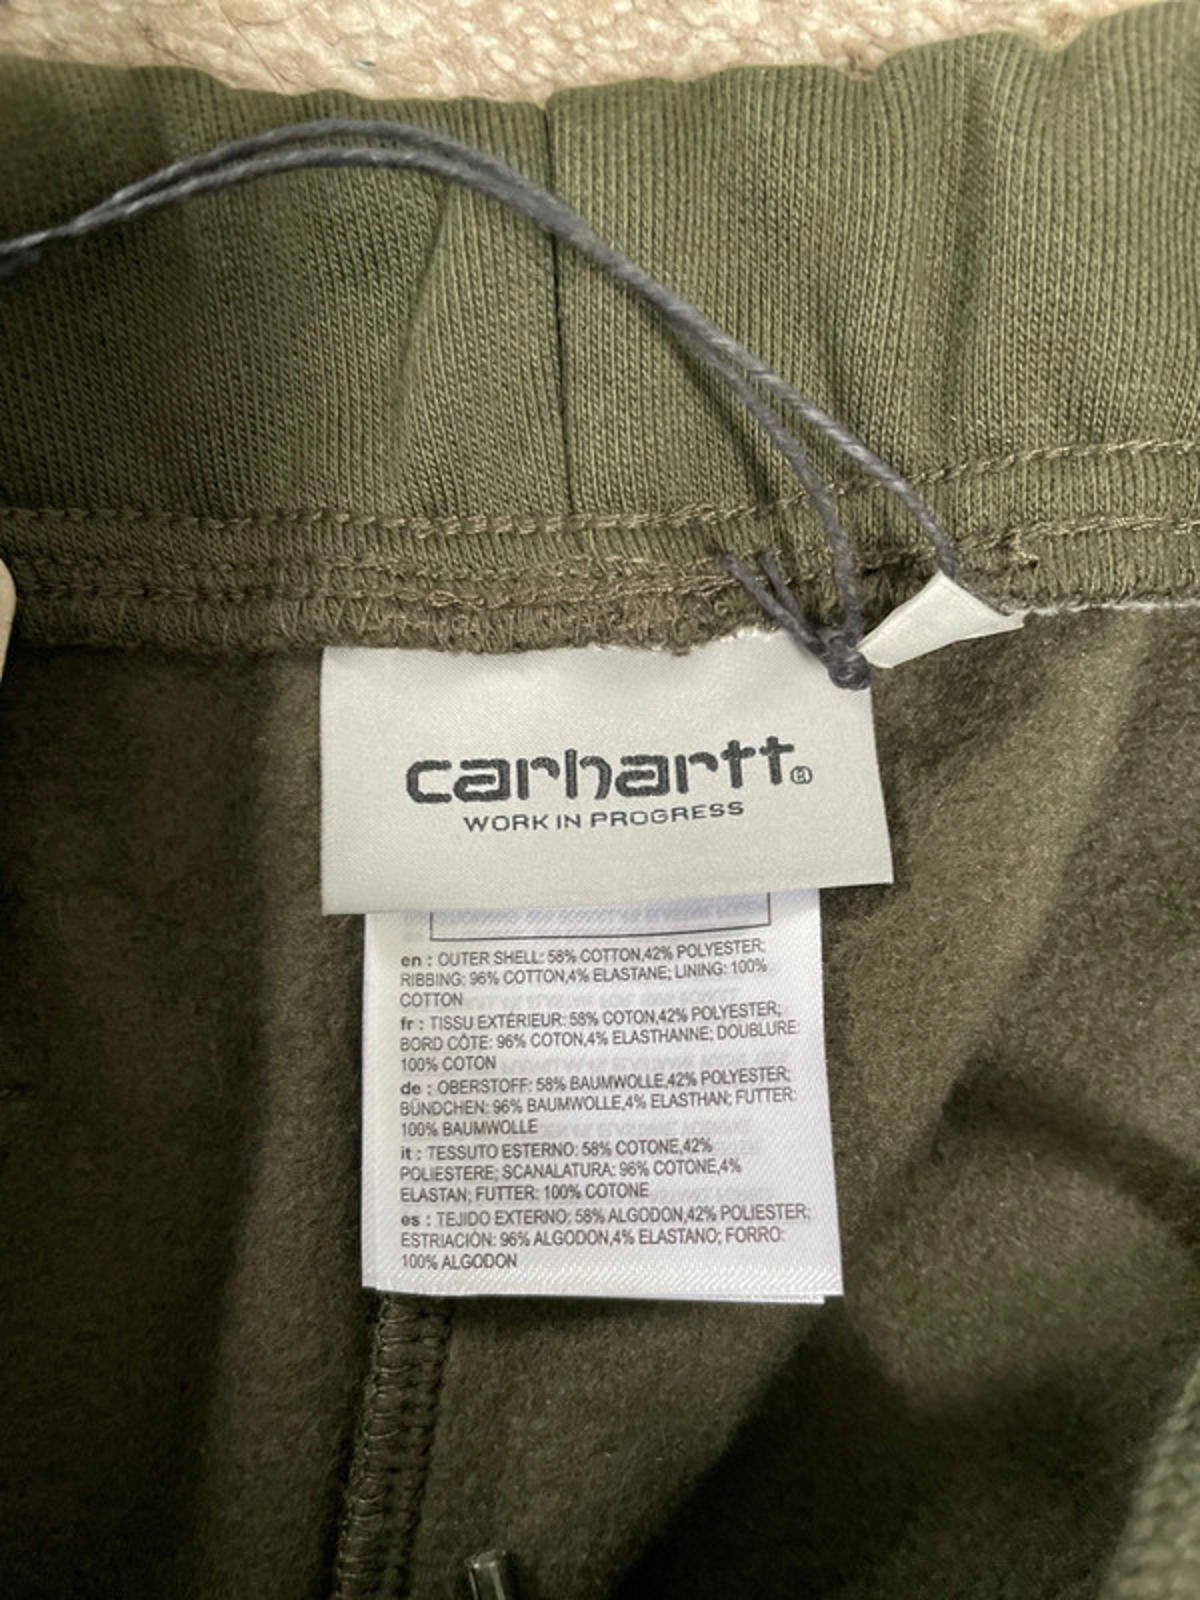 carhartt®
WORK IN PROGRESS
en : OUTER SHELL: 58% COTTON,42% POLYESTER;
RIBBING: 96% COTTON,4% ELASTANE; LINING: 100%
COTTON
fr : TISSU EXTÉRIEUR: 58% COTON,42% POLYESTER;
BORD CÔTE: 96% COTON,4% ELASTHANNE; DOUBLURE:
100% COTON
de : OBERSTOFF: 58% BAUMWOLLE,42% POLYESTER;
BÜNDCHEN: 96% BAUMWOLLE,4% ELASTHAN; FUTTER:
100% BAUMWOLLE
it : TESSUTO ESTERNO: 58% COTONE,42%
POLIESTERE; SCANALATURA: 96% COTONE,4%
ELASTAN; FUTTER: 100% COTONE
es : TEJIDO EXTERNO: 58% ALGODON,42% POLIESTER;
ESTRIACIÓN: 96% ALGODON,4% ELASTANO; FORRO:
100% ALGODON